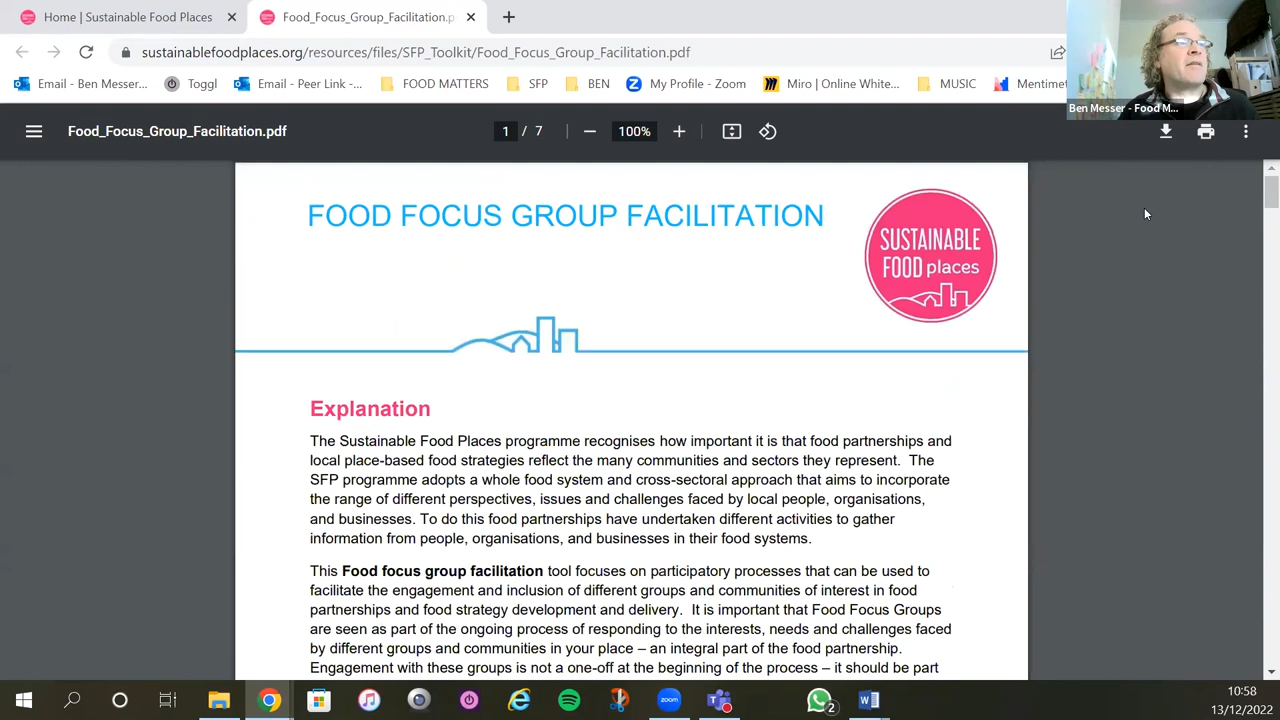 Home | Sustainable Food Places
Food_Focus_Group_Facilitation.p
sustainablefoodplaces.org/resources/files/SFP_Toolkit/Food_Focus_Group_Facilitation.pdf
Email - Ben Messer...
Toggl
Email - Peer Link -...
FOOD MATTERS
SFP
BEN
My Profile - Zoom
Miro | Online White...
MUSIC
Mentimet
Ben Messer - Food M...
Food_Focus_Group_Facilitation.pdf
1 / 7
100%
FOOD FOCUS GROUP FACILITATION
SUSTAINABLE
FOOD places
Explanation
The Sustainable Food Places programme recognises how important it is that food partnerships and
local place-based food strategies reflect the many communities and sectors they represent. The
SFP programme adopts a whole food system and cross-sectoral approach that aims to incorporate
the range of different perspectives, issues and challenges faced by local people, organisations,
and businesses. To do this food partnerships have undertaken different activities to gather
information from people, organisations, and businesses in their food systems.
This Food focus group facilitation tool focuses on participatory processes that can be used to
facilitate the engagement and inclusion of different groups and communities of interest in food
partnerships and food strategy development and delivery. It is important that Food Focus Groups
are seen as part of the ongoing process of responding to the interests, needs and challenges faced
by different groups and communities in your place – an integral part of the food partnership.
Engagement with these groups is not a one-off at the beginning of the process – it should be part
zoom
2
10:58
13/12/2022